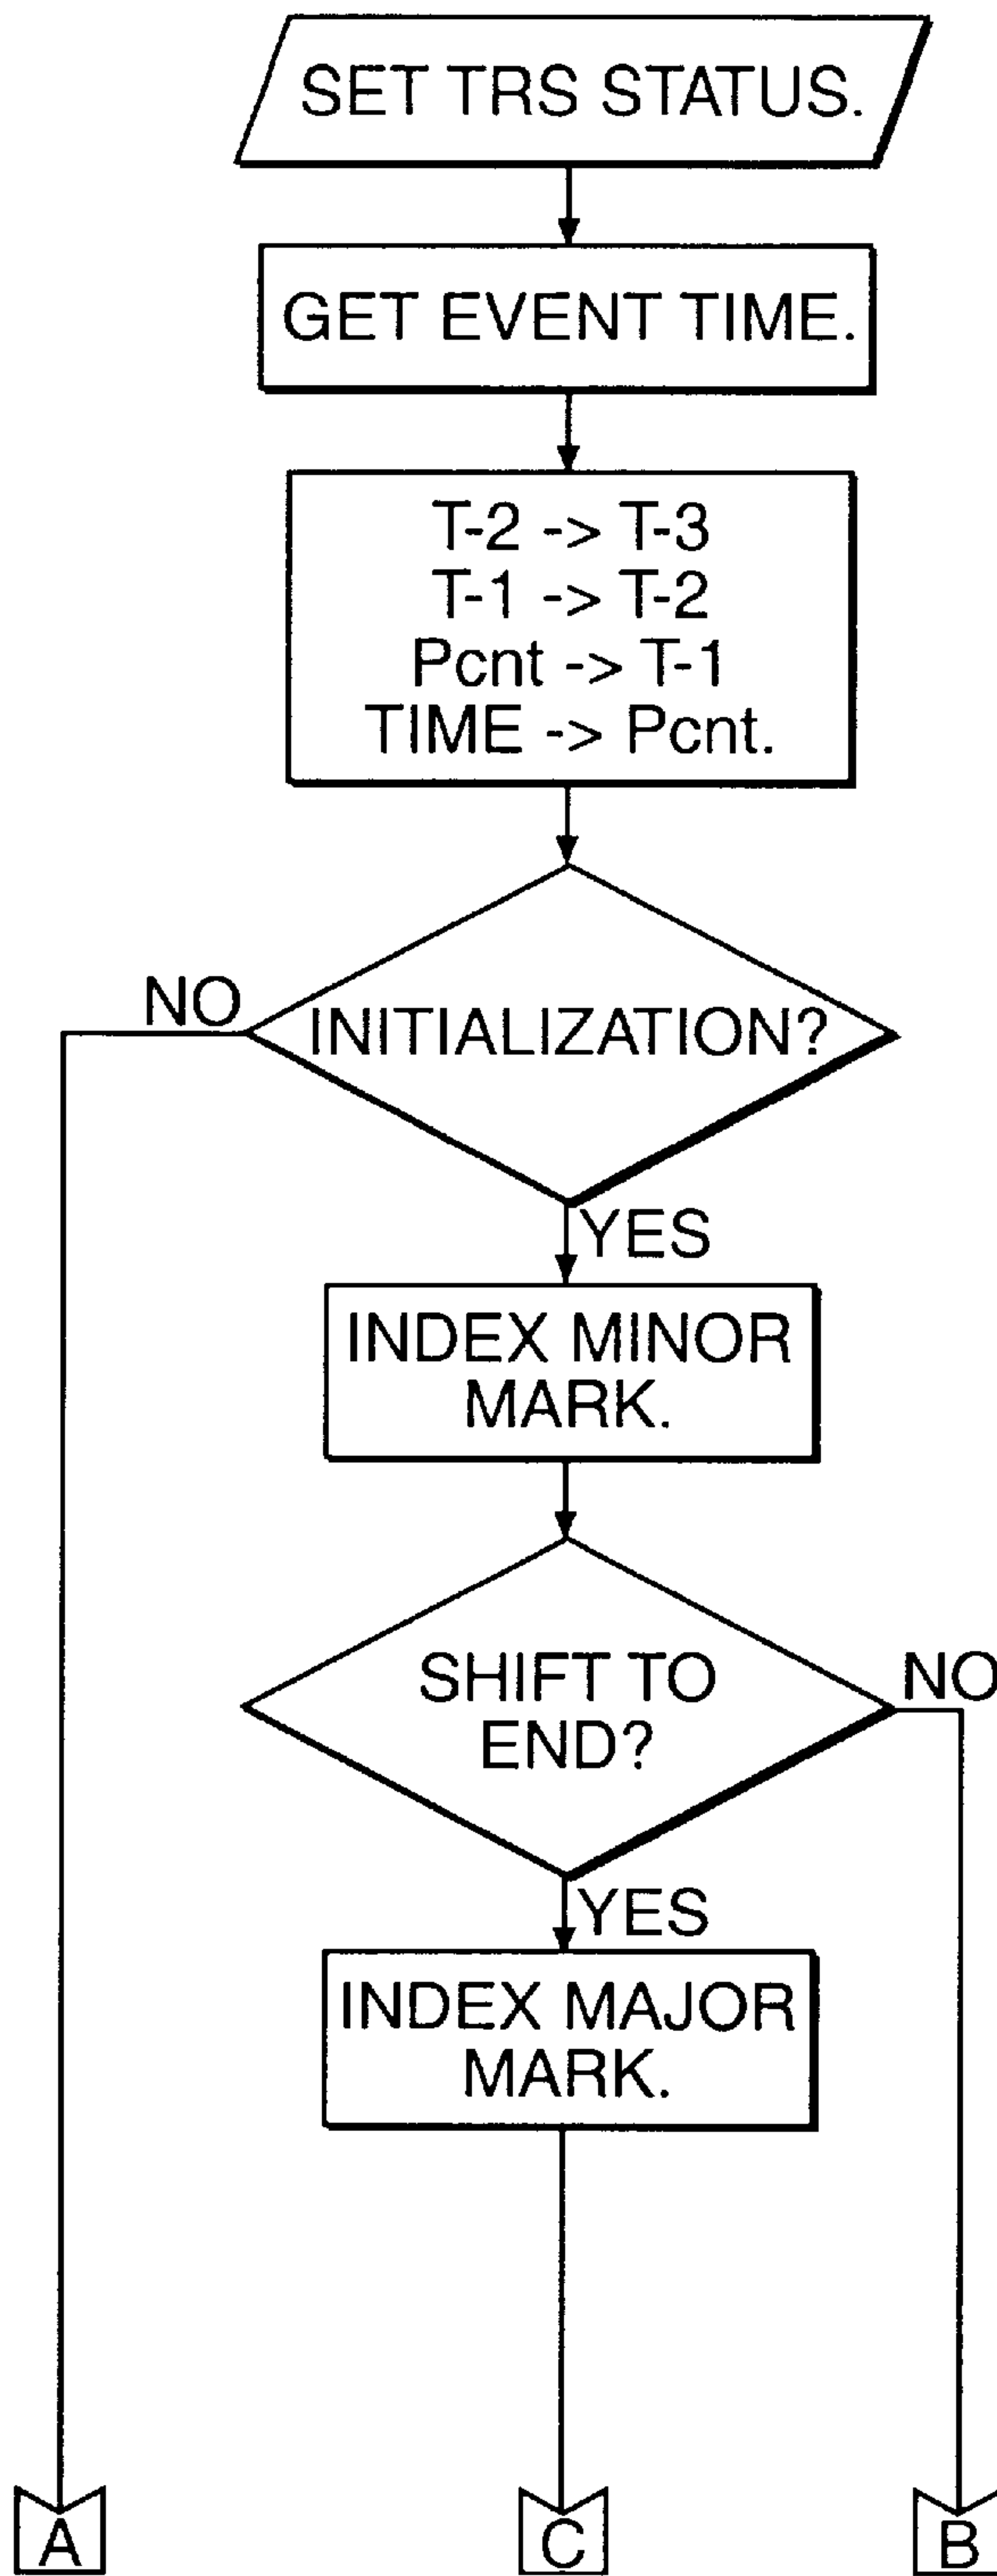 SET TRS STATUS.
GET EVENT TIME.
T-2 -> T-3
T-1 -> T-2
Pcnt -> T-1
TIME -> Pcnt.
NO
INITIALIZATION?
YES
INDEX MINOR
MARK.
SHIFT TO
END?
NO
YES
INDEX MAJOR
MARK.
A
C
B